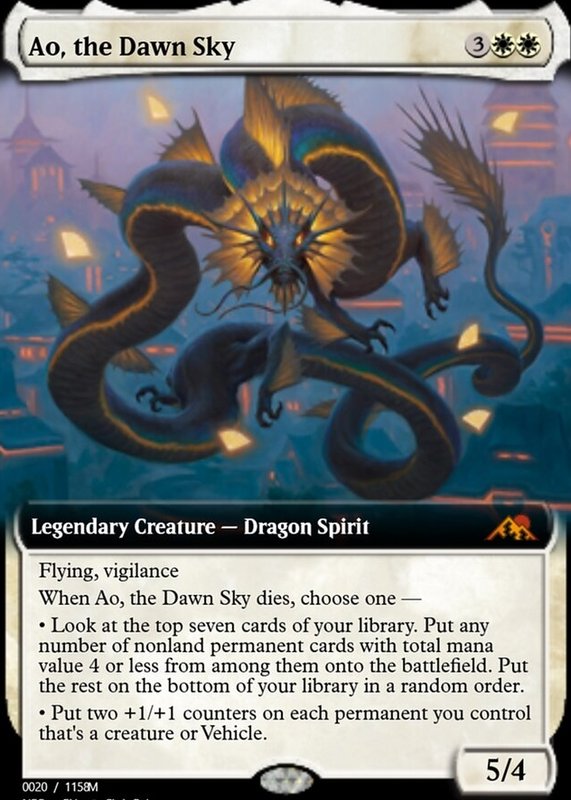 Ao, the Dawn Sky 3
Legendary Creature — Dragon Spirit
Flying, vigilance
When Ao, the Dawn Sky dies, choose one —
• Look at the top seven cards of your library. Put any
number of nonland permanent cards with total mana
value 4 or less from among them onto the battlefield. Put
the rest on the bottom of your library in a random order.
• Put two +1/+1 counters on each permanent you control
that's a creature or Vehicle.
5/4
0020 / 1158M